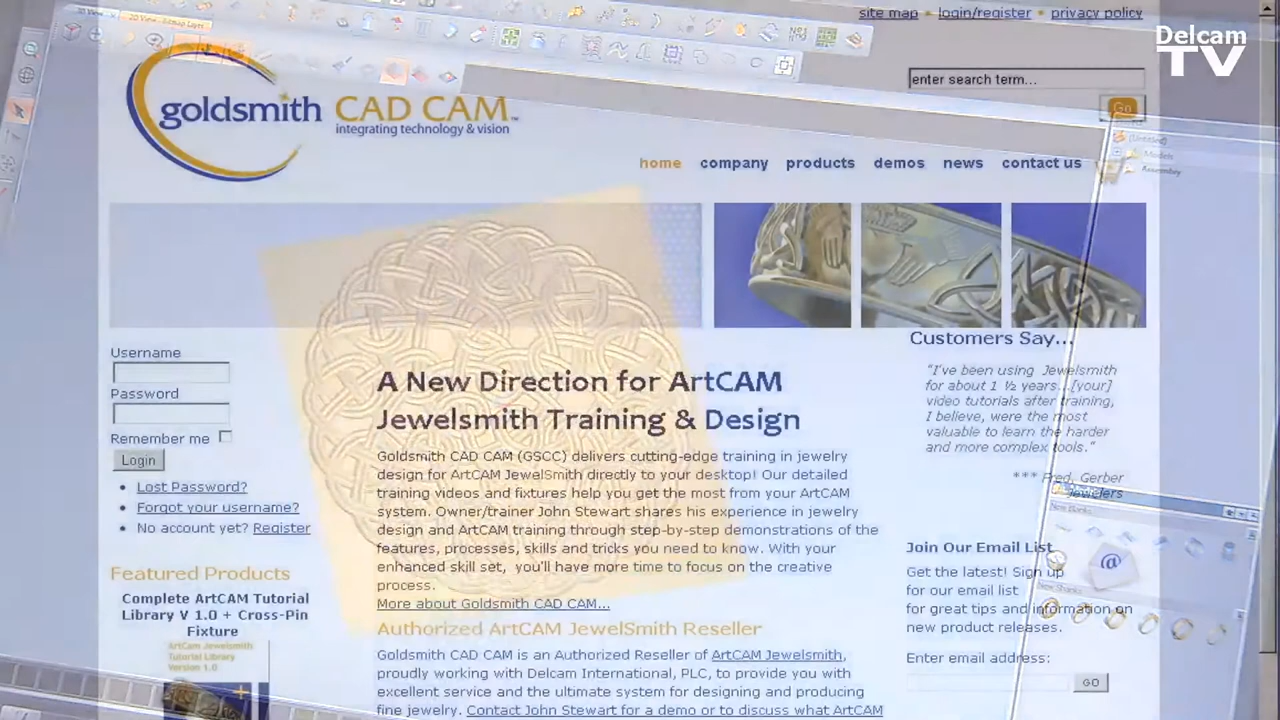 site map • login/register • privacy policy
Delcam
TV
enter search term...
Go
goldsmith CAD CAM™
integrating technology & vision
home company products demos news contact us
(Untitled)
Models
Assembly
Username
Password
Remember me
Login
• Lost Password?
• Forgot your username?
• No account yet? Register
Featured Products
Complete ArtCAM Tutorial
Library V 1.0 + Cross-Pin
Fixture
ArtCam Jewelsmith
Tutorial Library
Version 1.0
A New Direction for ArtCAM
Jewelsmith Training & Design
Goldsmith CAD CAM (GSCC) delivers cutting-edge training in jewelry
design for ArtCAM JewelSmith directly to your desktop! Our detailed
training videos and fixtures help you get the most from your ArtCAM
system. Owner/trainer John Stewart shares his experience in jewelry
design and ArtCAM training through step-by-step demonstrations of the
features, processes, skills and tricks you need to know. With your
enhanced skill set, you'll have more time to focus on the creative
process.
More about Goldsmith CAD CAM...
Authorized ArtCAM JewelSmith Reseller
Goldsmith CAD CAM is an Authorized Reseller of ArtCAM Jewelsmith,
proudly working with Delcam International, PLC, to provide you with
excellent service and the ultimate system for designing and producing
fine jewelry. Contact John Stewart for a demo or to discuss what ArtCAM
Customers Say...
"I've been using Jewelsmith
for about 1 ½ years...[your]
video tutorials after training,
I believe, were the most
valuable to learn the harder
and more complex tools."
*** Fred, Gerber
Jewelers
Join Our Email List
Get the latest! Sign up
for our email list
for great tips and information on
new product releases.
Enter email address:
GO